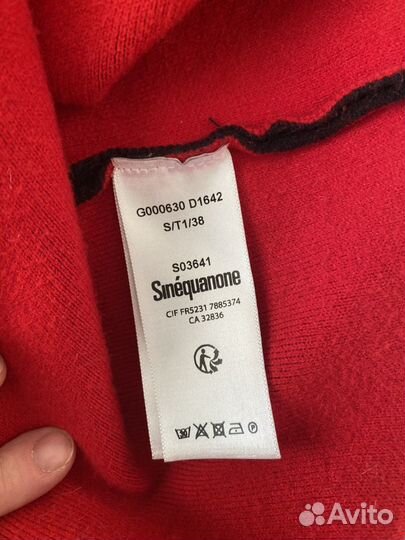 G000630 D1642
S/T1/38
S03641
Sinéquanone
CIF FR5231 7885374
CA 32836
P
Avito